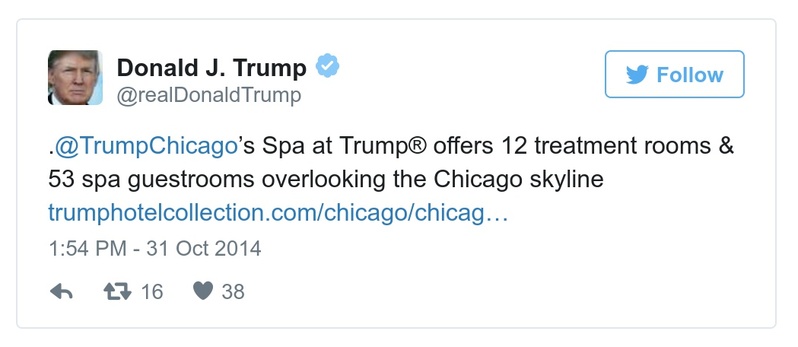 Donald J. Trump
@realDonaldTrump
Follow
.@TrumpChicago’s Spa at Trump® offers 12 treatment rooms &
53 spa guestrooms overlooking the Chicago skyline
trumphotelcollection.com/chicago/chicag…
1:54 PM - 31 Oct 2014
16
38